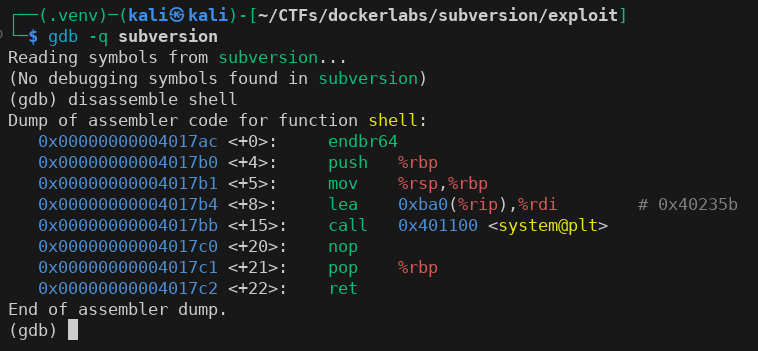 ┌──(.venv)─(kali㉿kali)-[~/CTFs/dockerlabs/subversion/exploit]
└─$ gdb -q subversion
Reading symbols from subversion...
(No debugging symbols found in subversion)
(gdb) disassemble shell
Dump of assembler code for function shell:
   0x00000000004017ac <+0>:     endbr64
   0x00000000004017b0 <+4>:     push   %rbp
   0x00000000004017b1 <+5>:     mov    %rsp,%rbp
   0x00000000004017b4 <+8>:     lea    0xba0(%rip),%rdi        # 0x40235b
   0x00000000004017bb <+15>:    call   0x401100 <system@plt>
   0x00000000004017c0 <+20>:    nop
   0x00000000004017c1 <+21>:    pop    %rbp
   0x00000000004017c2 <+22>:    ret
End of assembler dump.
(gdb)